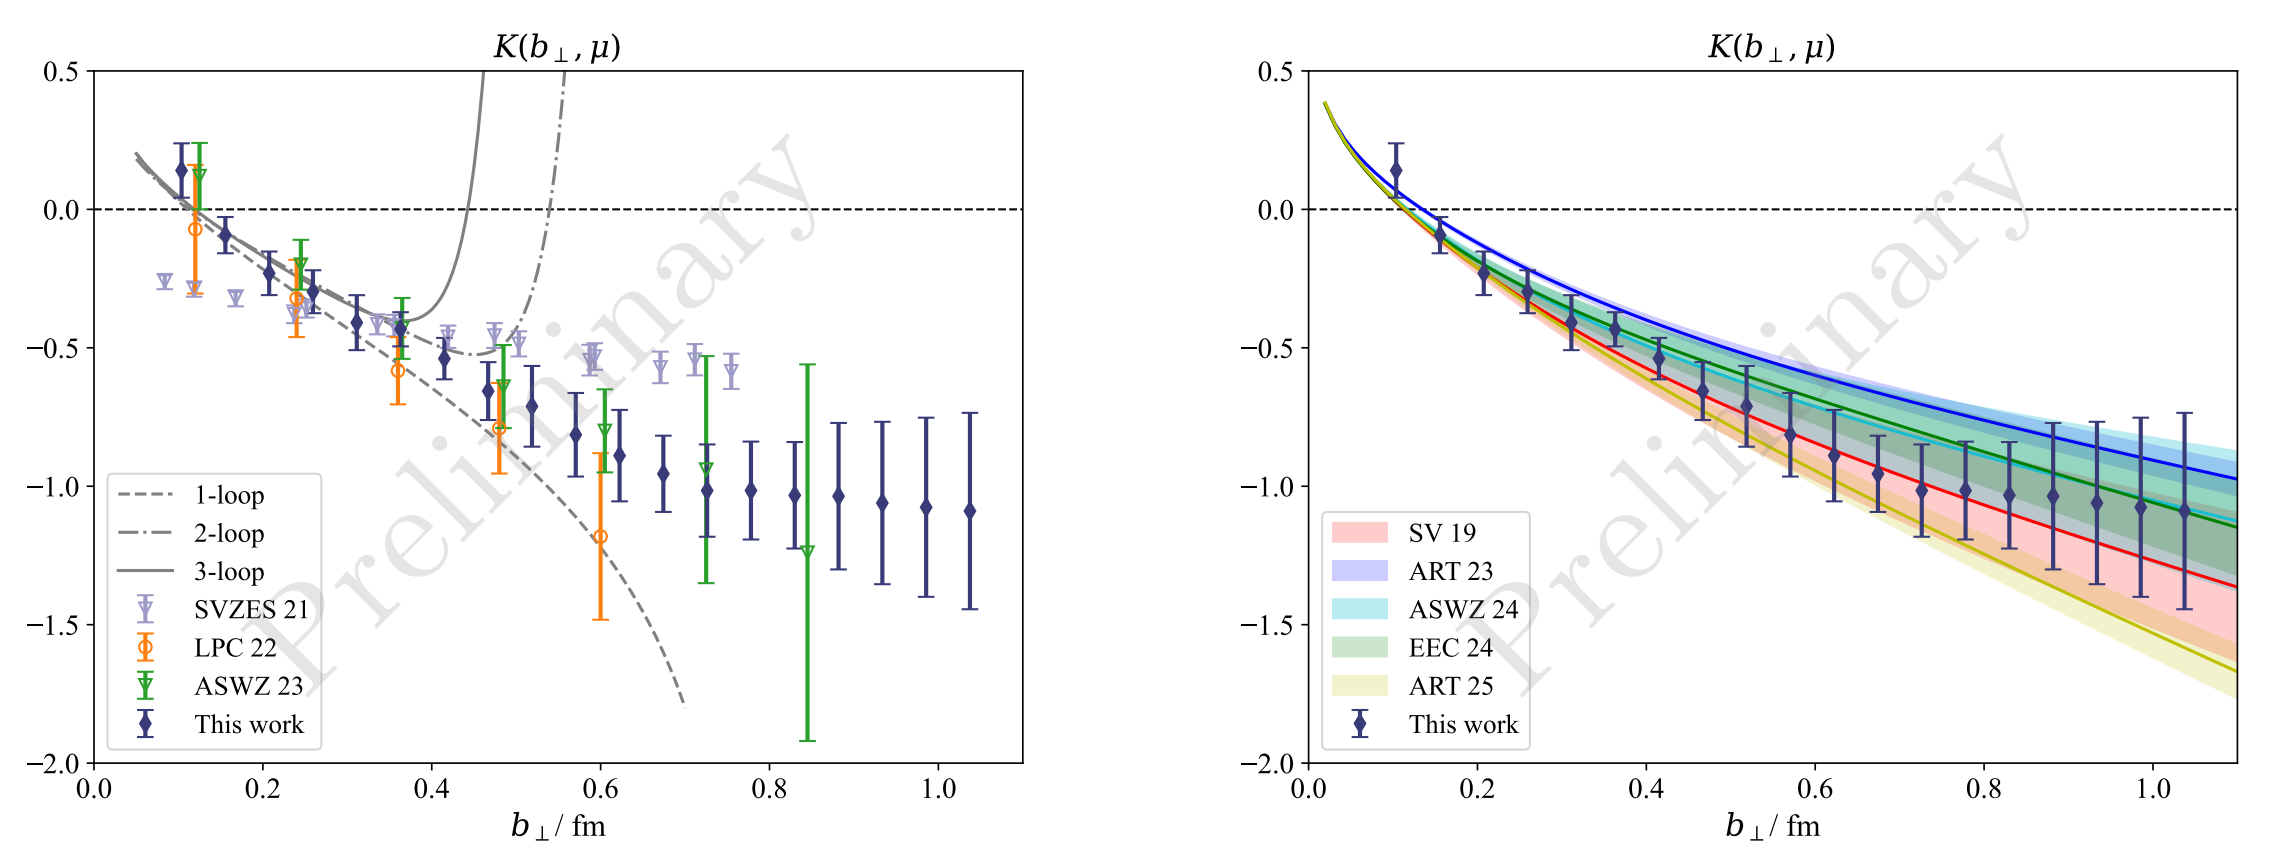 K(b⊥, μ)
0.5
0.0
−0.5
−1.0
−1.5
−2.0
0.0 0.2 0.4 0.6 0.8 1.0
b⊥/ fm
1-loop
2-loop
3-loop
SVZES 21
LPC 22
ASWZ 23
This work
Preliminary
K(b⊥, μ)
0.5
0.0
−0.5
−1.0
−1.5
−2.0
0.0 0.2 0.4 0.6 0.8 1.0
b⊥/ fm
SV 19
ART 23
ASWZ 24
EEC 24
ART 25
This work
Preliminary